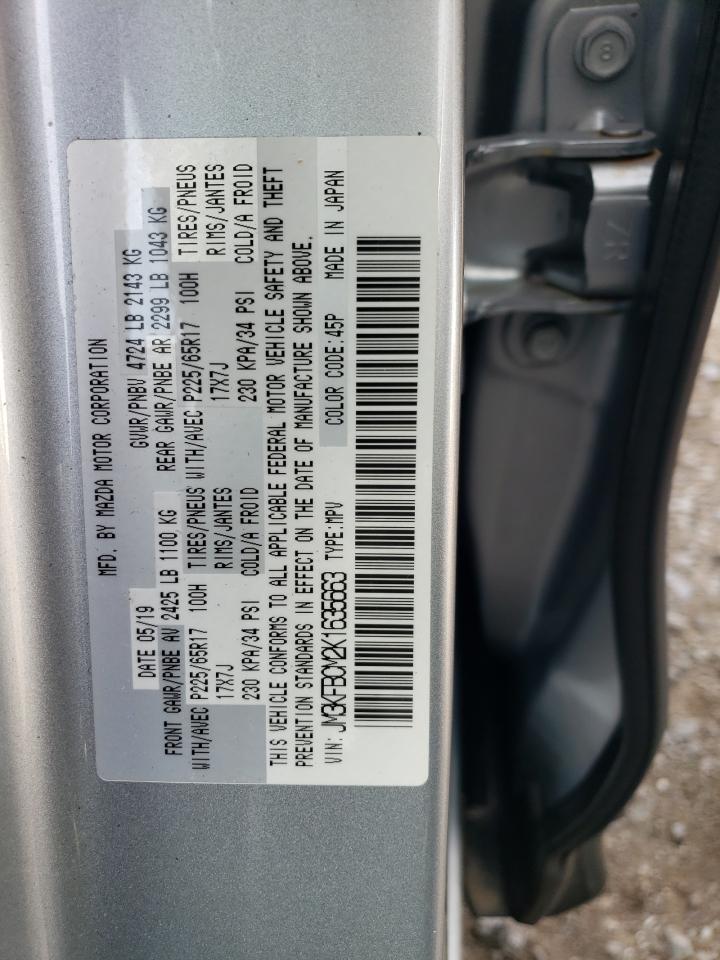 MFD. BY MAZDA MOTOR CORPORATION
DATE 05/19 GVWR/PNBV 4724 LB 2143 KG
FRONT GAWR/PNBE AV 2425 LB 1100 KG REAR GAWR/PNBE AR 2299 LB 1043 KG
WITH/AVEC P225/65R17 100H TIRES/PNEUS WITH/AVEC P225/65R17 100H TIRES/PNEUS
17X7J RIMS/JANTES 17X7J RIMS/JANTES
230 KPA/34 PSI COLD/A FROID 230 KPA/34 PSI COLD/A FROID
THIS VEHICLE CONFORMS TO ALL APPLICABLE FEDERAL MOTOR VEHICLE SAFETY AND THEFT
PREVENTION STANDARDS IN EFFECT ON THE DATE OF MANUFACTURE SHOWN ABOVE.
VIN: JM3KFBCM2K1635663 TYPE:MPV COLOR CODE:45P MADE IN JAPAN
8